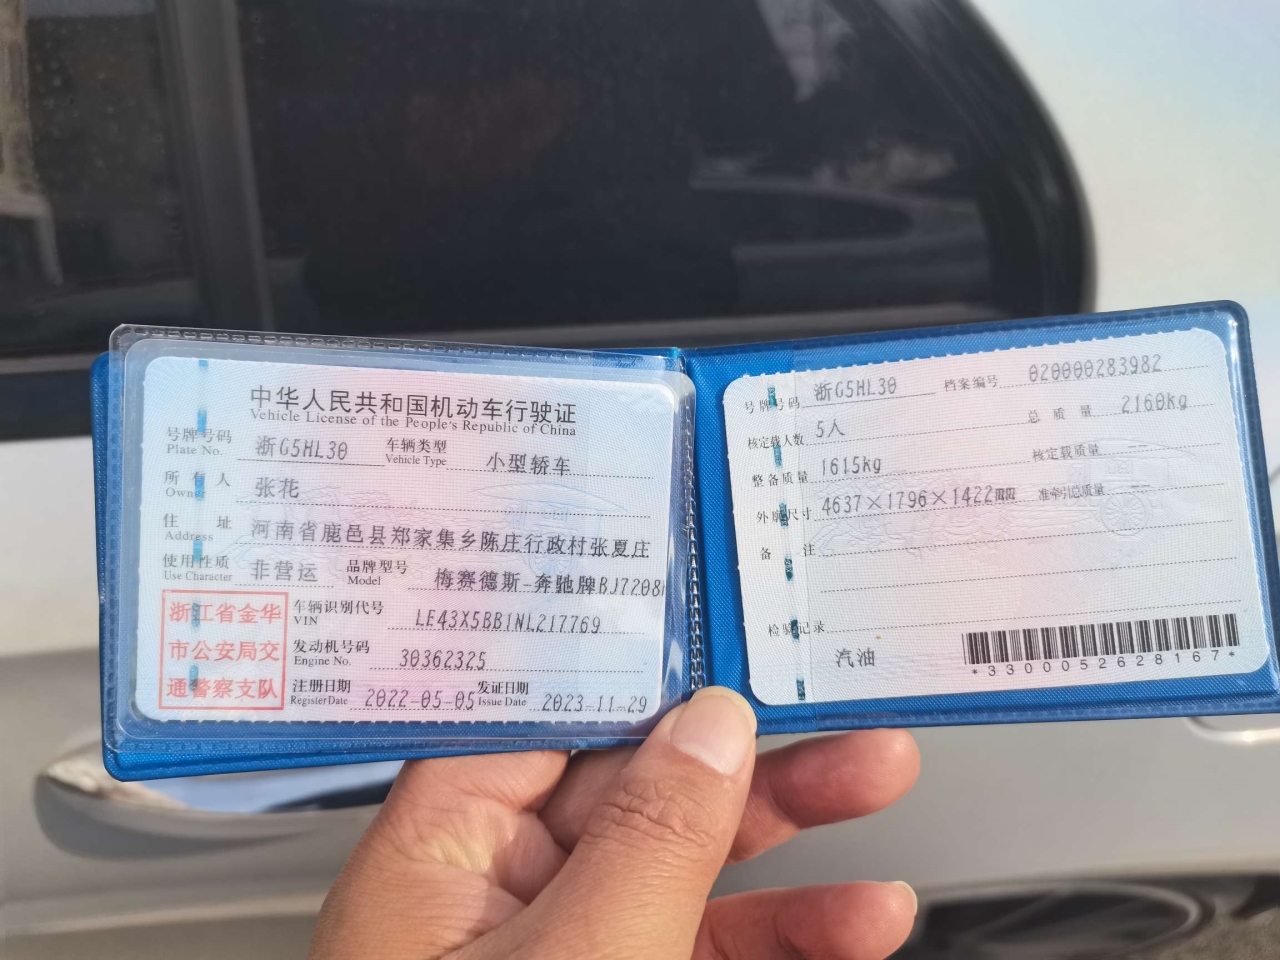 中华人民共和国机动车行驶证
Vehicle License of the People's Republic of China
号牌号码 浙G5HL30 车辆类型 小型轿车
Plate No. Vehicle Type
所有人 张花
Owner
住址 河南省鹿邑县郑家集乡陈庄行政村张夏庄
Address
使用性质 非营运 品牌型号 梅赛德斯-奔驰牌BJ7208
Use Character Model
浙江省金华
市公安局交
通警察支队
车辆识别代号 LE43X5BB1NL217769
VIN
发动机号码 30362325
Engine No.
注册日期 2022-05-05 发证日期 2023-11-29
Register Date Issue Date
号牌号码 浙G5HL30 档案编号 020000283982
核定载人数 5人 总质量 2160kg
整备质量 1615kg 核定载质量 --
外廓尺寸 4637×1796×1422mm 准牵引总质量 --
备注
检验记录
汽油
*3300052628167*